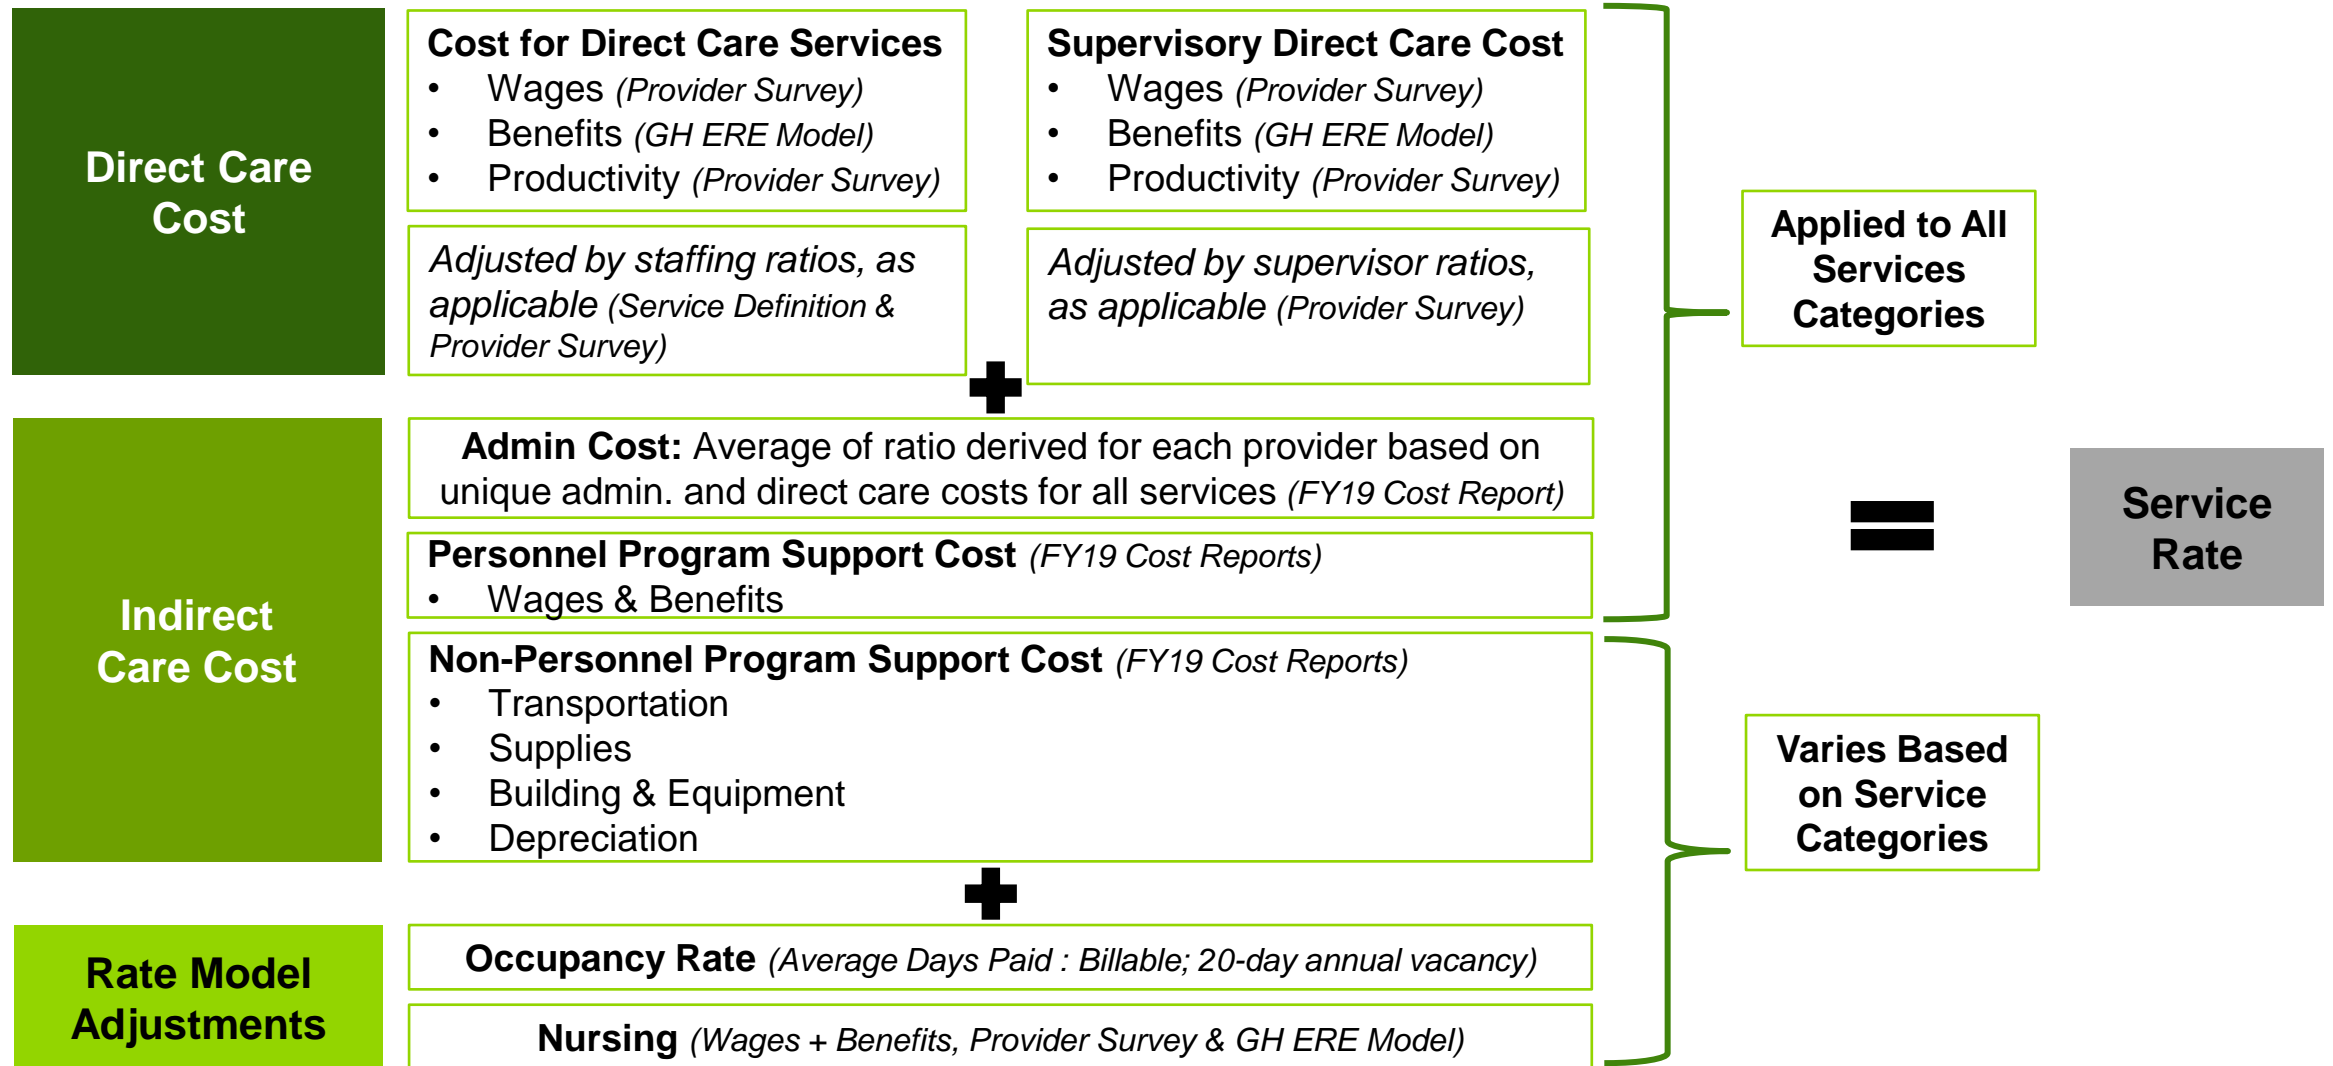 Direct Care
Cost
Cost for Direct Care Services
• Wages (Provider Survey)
• Benefits (GH ERE Model)
• Productivity (Provider Survey)
Adjusted by staffing ratios, as
applicable (Service Definition &
Provider Survey)
Supervisory Direct Care Cost
• Wages (Provider Survey)
• Benefits (GH ERE Model)
• Productivity (Provider Survey)
Adjusted by supervisor ratios,
as applicable (Provider Survey)
Applied to All
Services
Categories
Indirect
Care Cost
Admin Cost: Average of ratio derived for each provider based on
unique admin. and direct care costs for all services (FY19 Cost Report)
Personnel Program Support Cost (FY19 Cost Reports)
• Wages & Benefits
Non-Personnel Program Support Cost (FY19 Cost Reports)
• Transportation
• Supplies
• Building & Equipment
• Depreciation
Varies Based
on Service
Categories
Service
Rate
Rate Model
Adjustments
Occupancy Rate (Average Days Paid : Billable; 20-day annual vacancy)
Nursing (Wages + Benefits, Provider Survey & GH ERE Model)